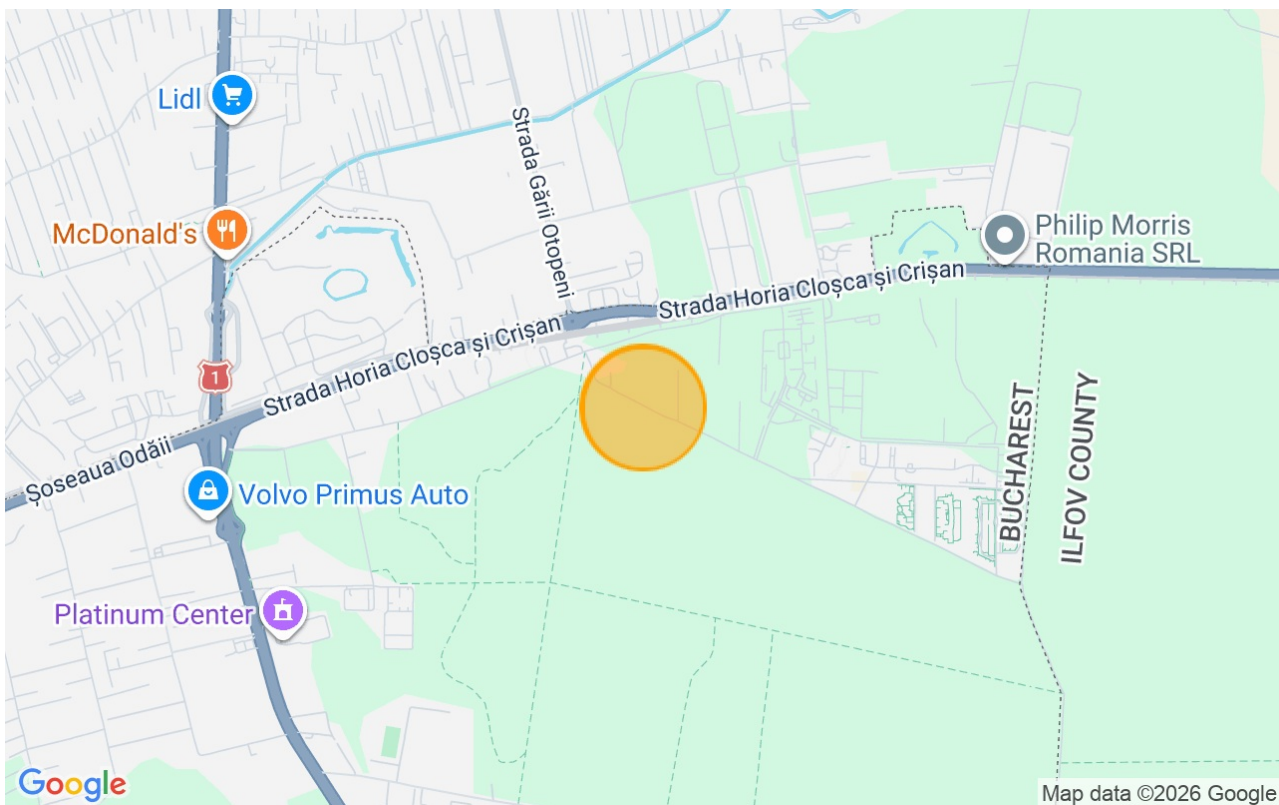 Lidl
Strada Gării Otopeni
McDonald's
Philip Morris
Romania SRL
Strada Horia Cloșca și Crișan
Strada Horia Cloșca și Crișan
1
Șoseaua Odăii
BUCHAREST
ILFOV COUNTY
Volvo Primus Auto
Platinum Center
Google
Map data ©2026 Google